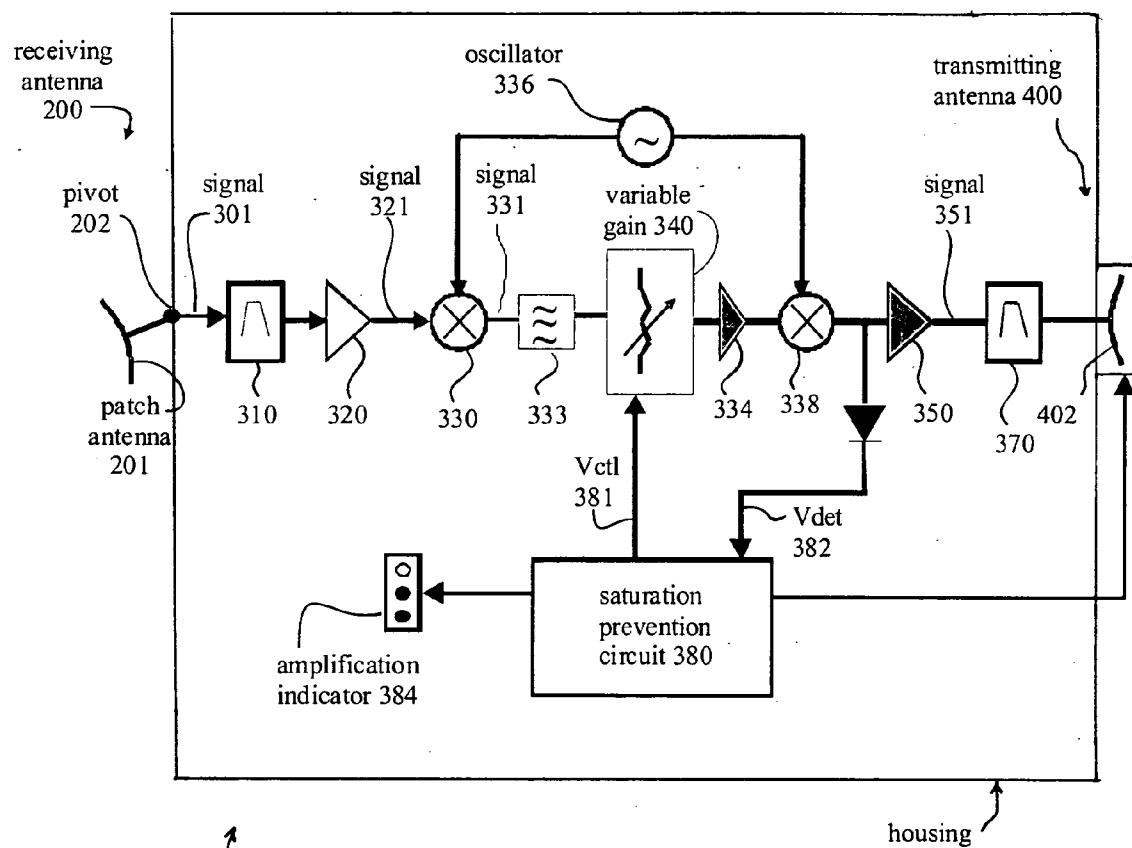 receiving
antenna
200
oscillator
336
transmitting
antenna 400
pivot
202
signal
301
signal
321
signal
331
variable
gain 340
signal
351
patch
antenna
201
310
320
330
333
334
338
350
370
402
Vctl
381
Vdet
382
saturation
prevention
circuit 380
amplification
indicator 384
housing